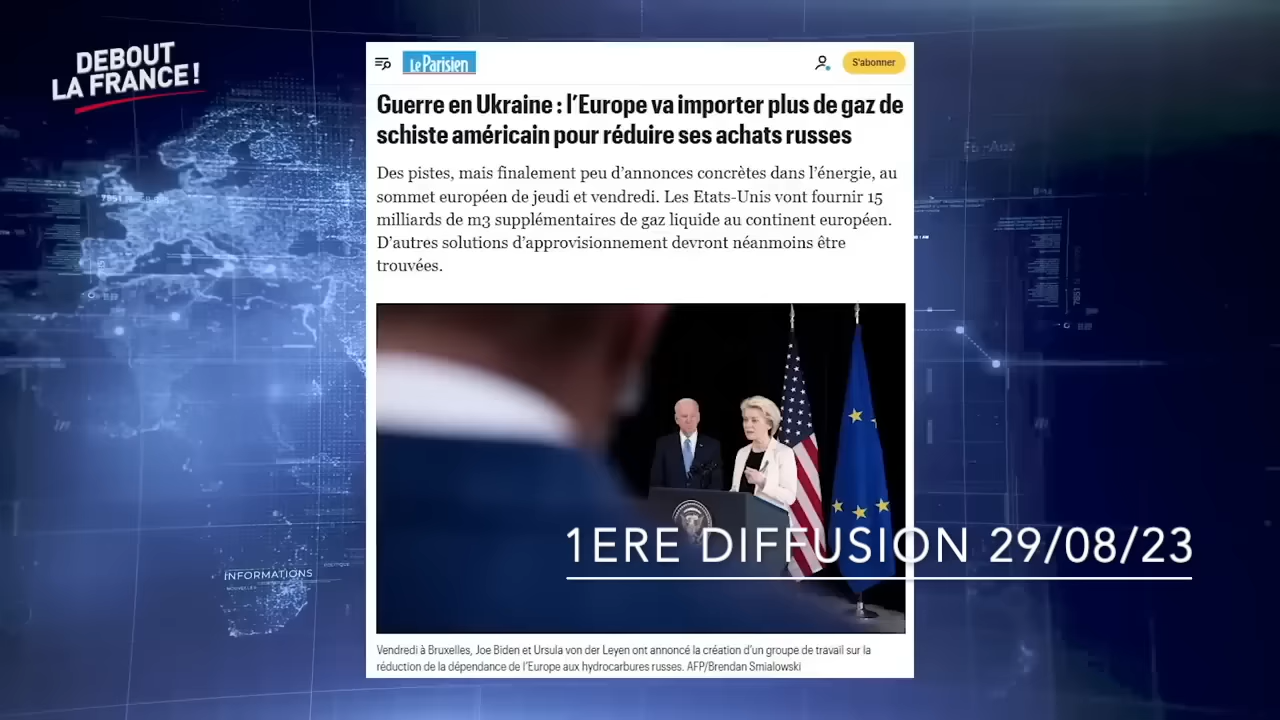 DEBOUT
LA FRANCE !
Le Parisien
S'abonner
Guerre en Ukraine : l'Europe va importer plus de gaz de
schiste américain pour réduire ses achats russes
Des pistes, mais finalement peu d'annonces concrètes dans l'énergie, au
sommet européen de jeudi et vendredi. Les Etats-Unis vont fournir 15
milliards de m3 supplémentaires de gaz liquide au continent européen.
D'autres solutions d'approvisionnement devront néanmoins être
trouvées.
1ERE DIFFUSION 29/08/23
INFORMATIONS
Vendredi à Bruxelles, Joe Biden et Ursula von der Leyen ont annoncé la création d'un groupe de travail sur la
réduction de la dépendance de l'Europe aux hydrocarbures russes. AFP/Brendan Smialowski